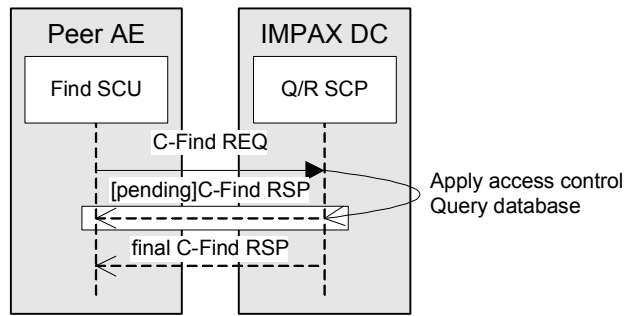 Peer AE
IMPAX DC
Find SCU
Q/R SCP
C-Find REQ
[pending]C-Find RSP
Apply access control
Query database
final C-Find RSP